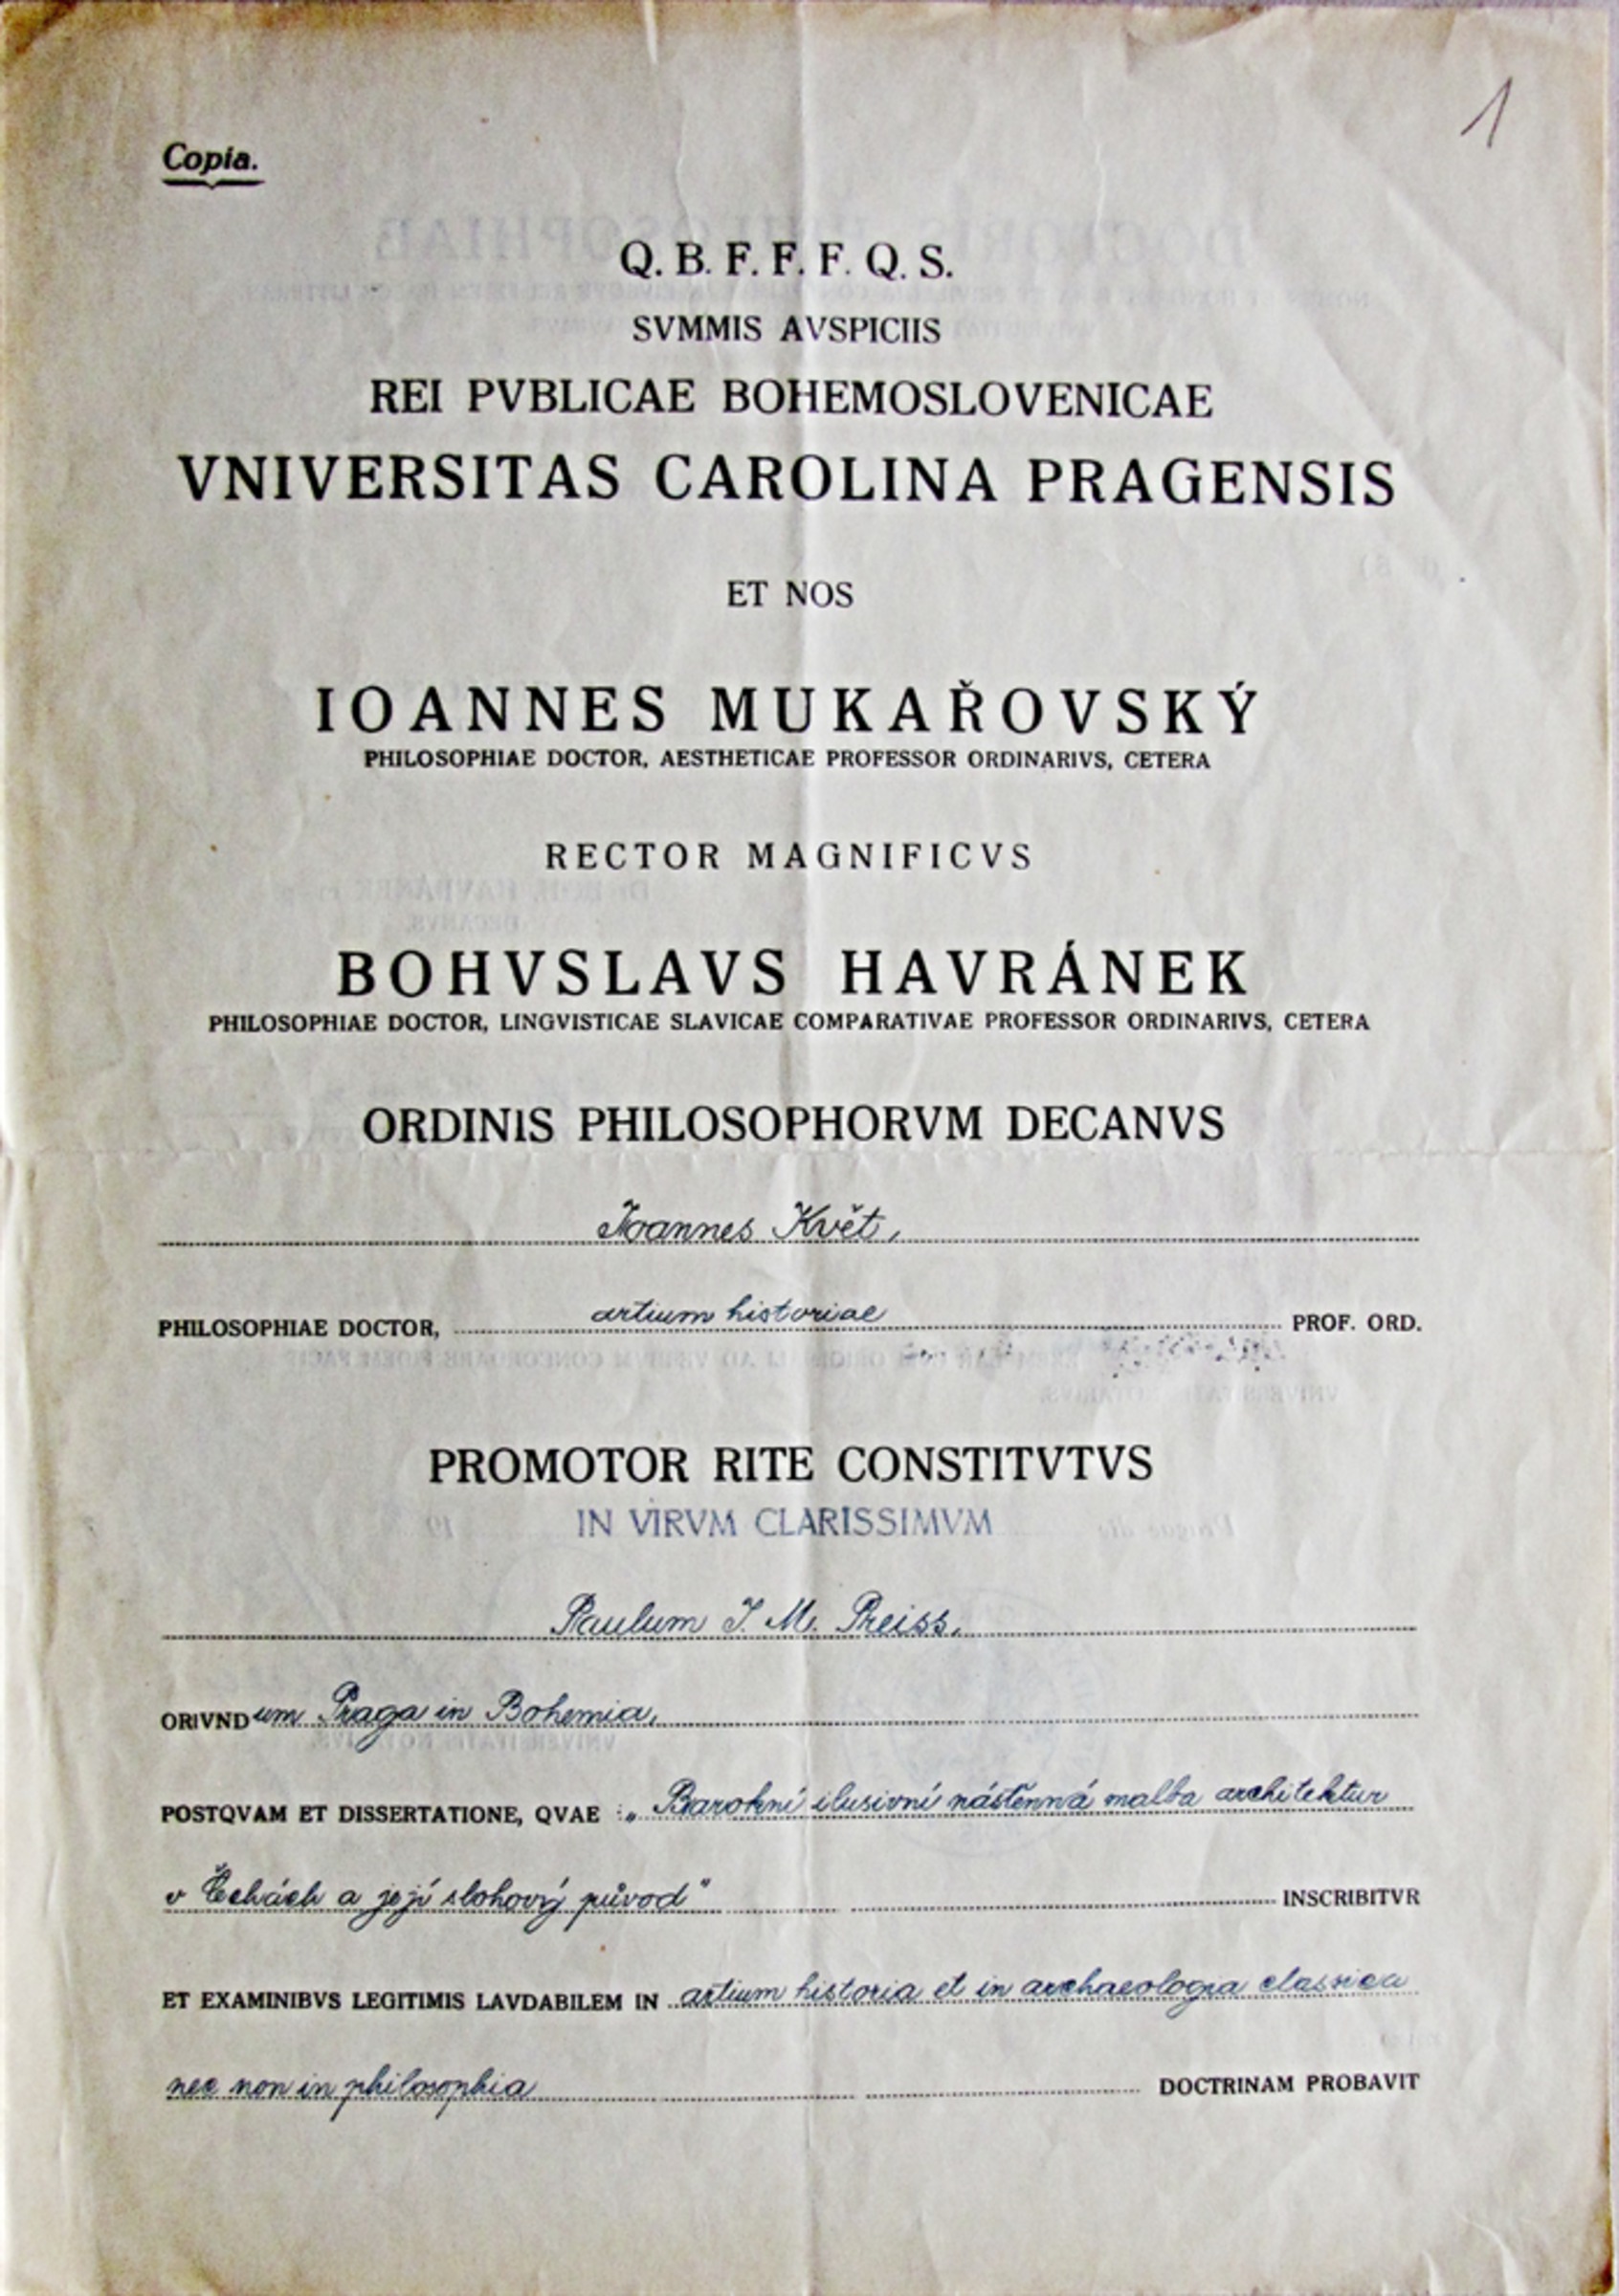 1
Copia.
Q. B. F. F. F. Q. S.
SVMMIS AVSPICIIS
REI PVBLICAE BOHEMOSLOVENICAE
VNIVERSITAS CAROLINA PRAGENSIS
ET NOS
IOANNES MUKAŘOVSKÝ
PHILOSOPHIAE DOCTOR, AESTHETICAE PROFESSOR ORDINARIVS, CETERA
RECTOR MAGNIFICVS
BOHVSLAVS HAVRÁNEK
PHILOSOPHIAE DOCTOR, LINGVISTICAE SLAVICAE COMPARATIVAE PROFESSOR ORDINARIVS, CETERA
ORDINIS PHILOSOPHORVM DECANVS
Ioannes Květ,
PHILOSOPHIAE DOCTOR, artium historiae PROF. ORD.
PROMOTOR RITE CONSTITVTVS
IN VIRVM CLARISSIMVM
Paulum I. M. Preiss,
ORIVNDum Praga in Bohemia,
POSTQVAM ET DISSERTATIONE, QVAE : „Barokní ilusivní nástěnná malba architektur
v Čechách a její slohový původ" INSCRIBITVR
ET EXAMINIBVS LEGITIMIS LAVDABILEM IN artium historia et in archaeologia classica
nec non in philosophia DOCTRINAM PROBAVIT